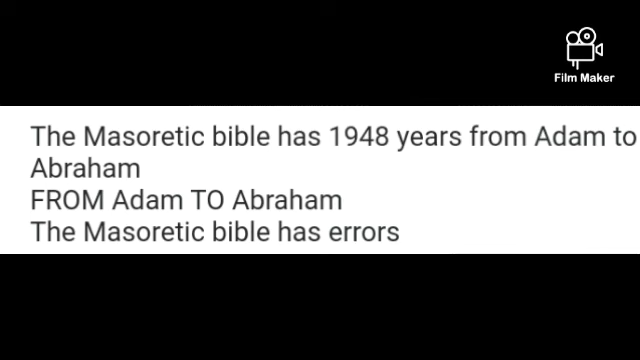 Film Maker
The Masoretic bible has 1948 years from Adam to
Abraham
FROM Adam TO Abraham
The Masoretic bible has errors